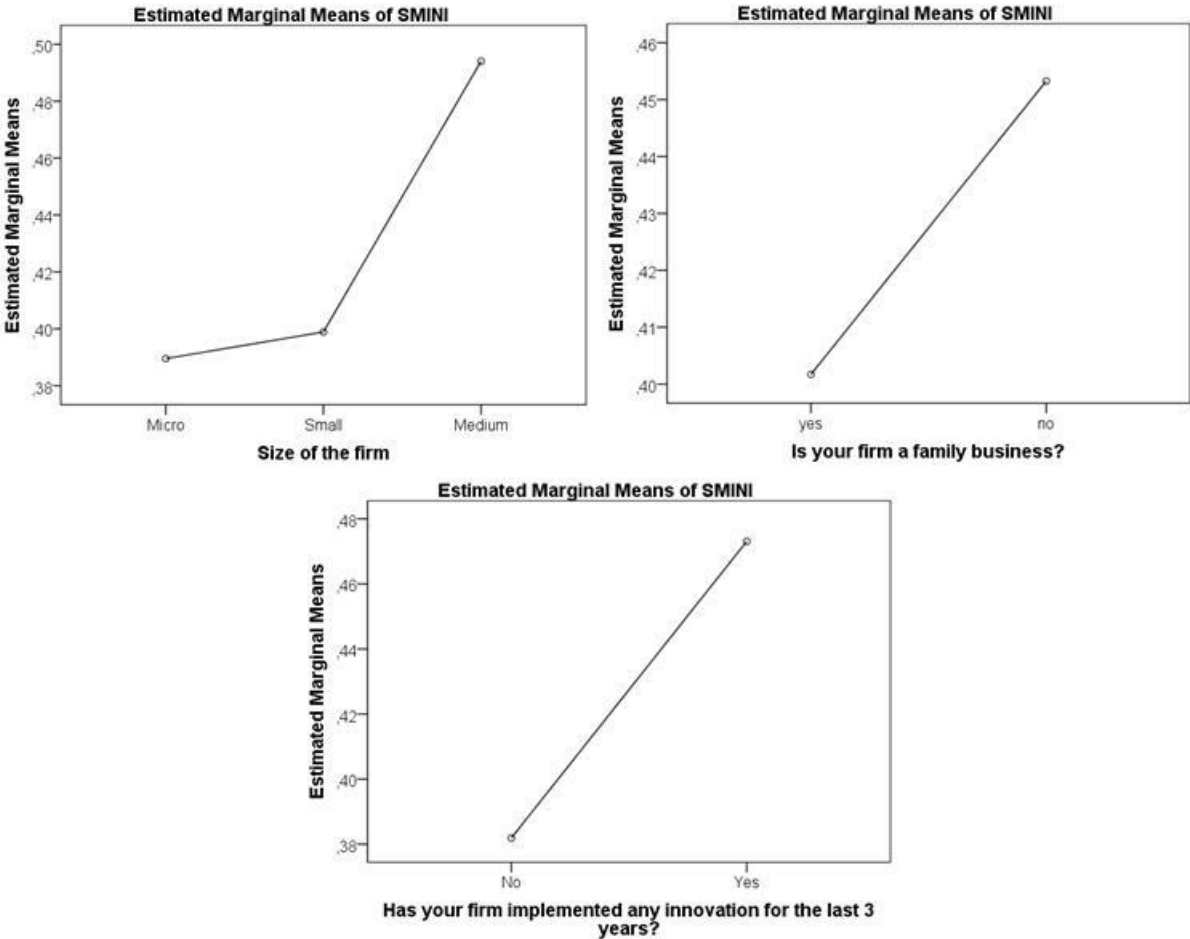 Estimated Marginal Means of SMINI
Estimated Marginal Means
,50
,48
,46
,44
,42
,40
,38
Micro
Small
Medium
Size of the firm
Estimated Marginal Means of SMINI
Estimated Marginal Means
,46
,45
,44
,43
,42
,41
,40
yes
no
Is your firm a family business?
Estimated Marginal Means of SMINI
Estimated Marginal Means
,48
,46
,44
,42
,40
,38
No
Yes
Has your firm implemented any innovation for the last 3
years?